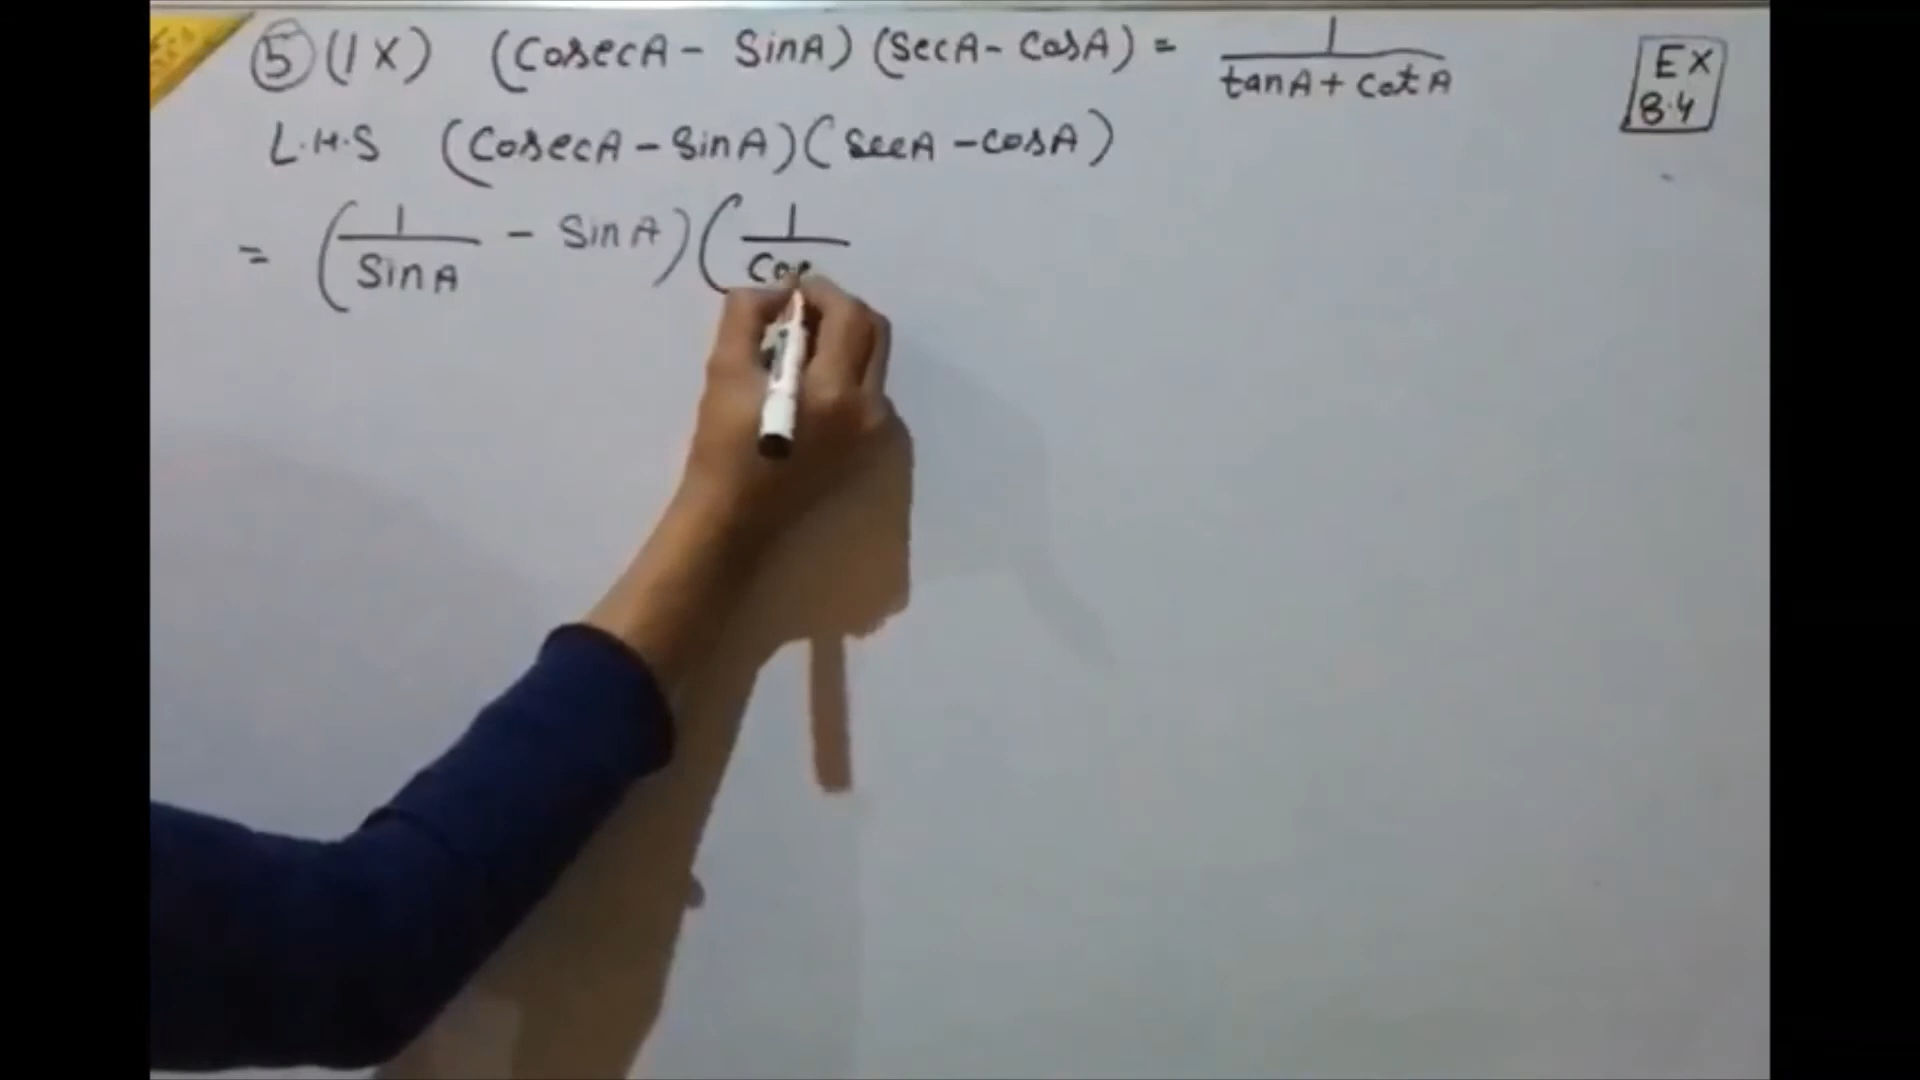 ⑤ (IX) (CosecA - SinA) (SecA - CosA) = 1/(tanA + CotA)
EX 8.4
L.H.S (CosecA - SinA) (SecA - cosA)
= (1/SinA - SinA) (1/Cos